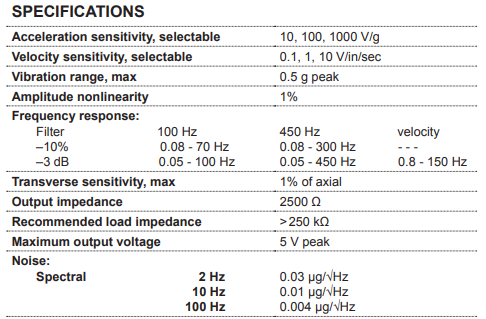 SPECIFICATIONS
Acceleration sensitivity, selectable 10, 100, 1000 V/g
Velocity sensitivity, selectable 0.1, 1, 10 V/in/sec
Vibration range, max 0.5 g peak
Amplitude nonlinearity 1%
Frequency response:
Filter 100 Hz 450 Hz velocity
–10% 0.08 - 70 Hz 0.08 - 300 Hz - - -
–3 dB 0.05 - 100 Hz 0.05 - 450 Hz 0.8 - 150 Hz
Transverse sensitivity, max 1% of axial
Output impedance 2500 Ω
Recommended load impedance >250 kΩ
Maximum output voltage 5 V peak
Noise:
Spectral 2 Hz 0.03 µg/√Hz
10 Hz 0.01 µg/√Hz
100 Hz 0.004 µg/√Hz